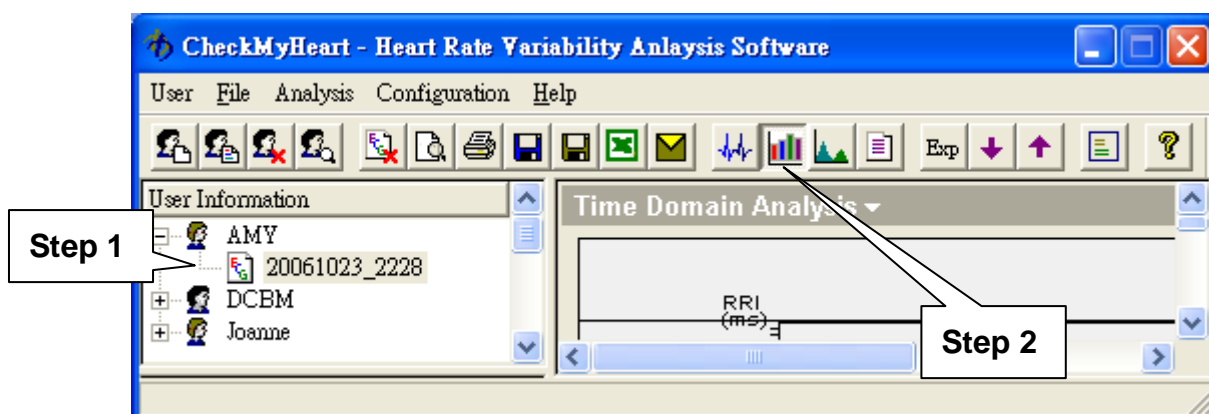 CheckMyHeart - Heart Rate Variability Anlaysis Software
User File Analysis Configuration Help
Exp
User Information
Time Domain Analysis
Step 1
AMY
20061023_2228
DCBM
Joanne
RRI
(ms)
Step 2